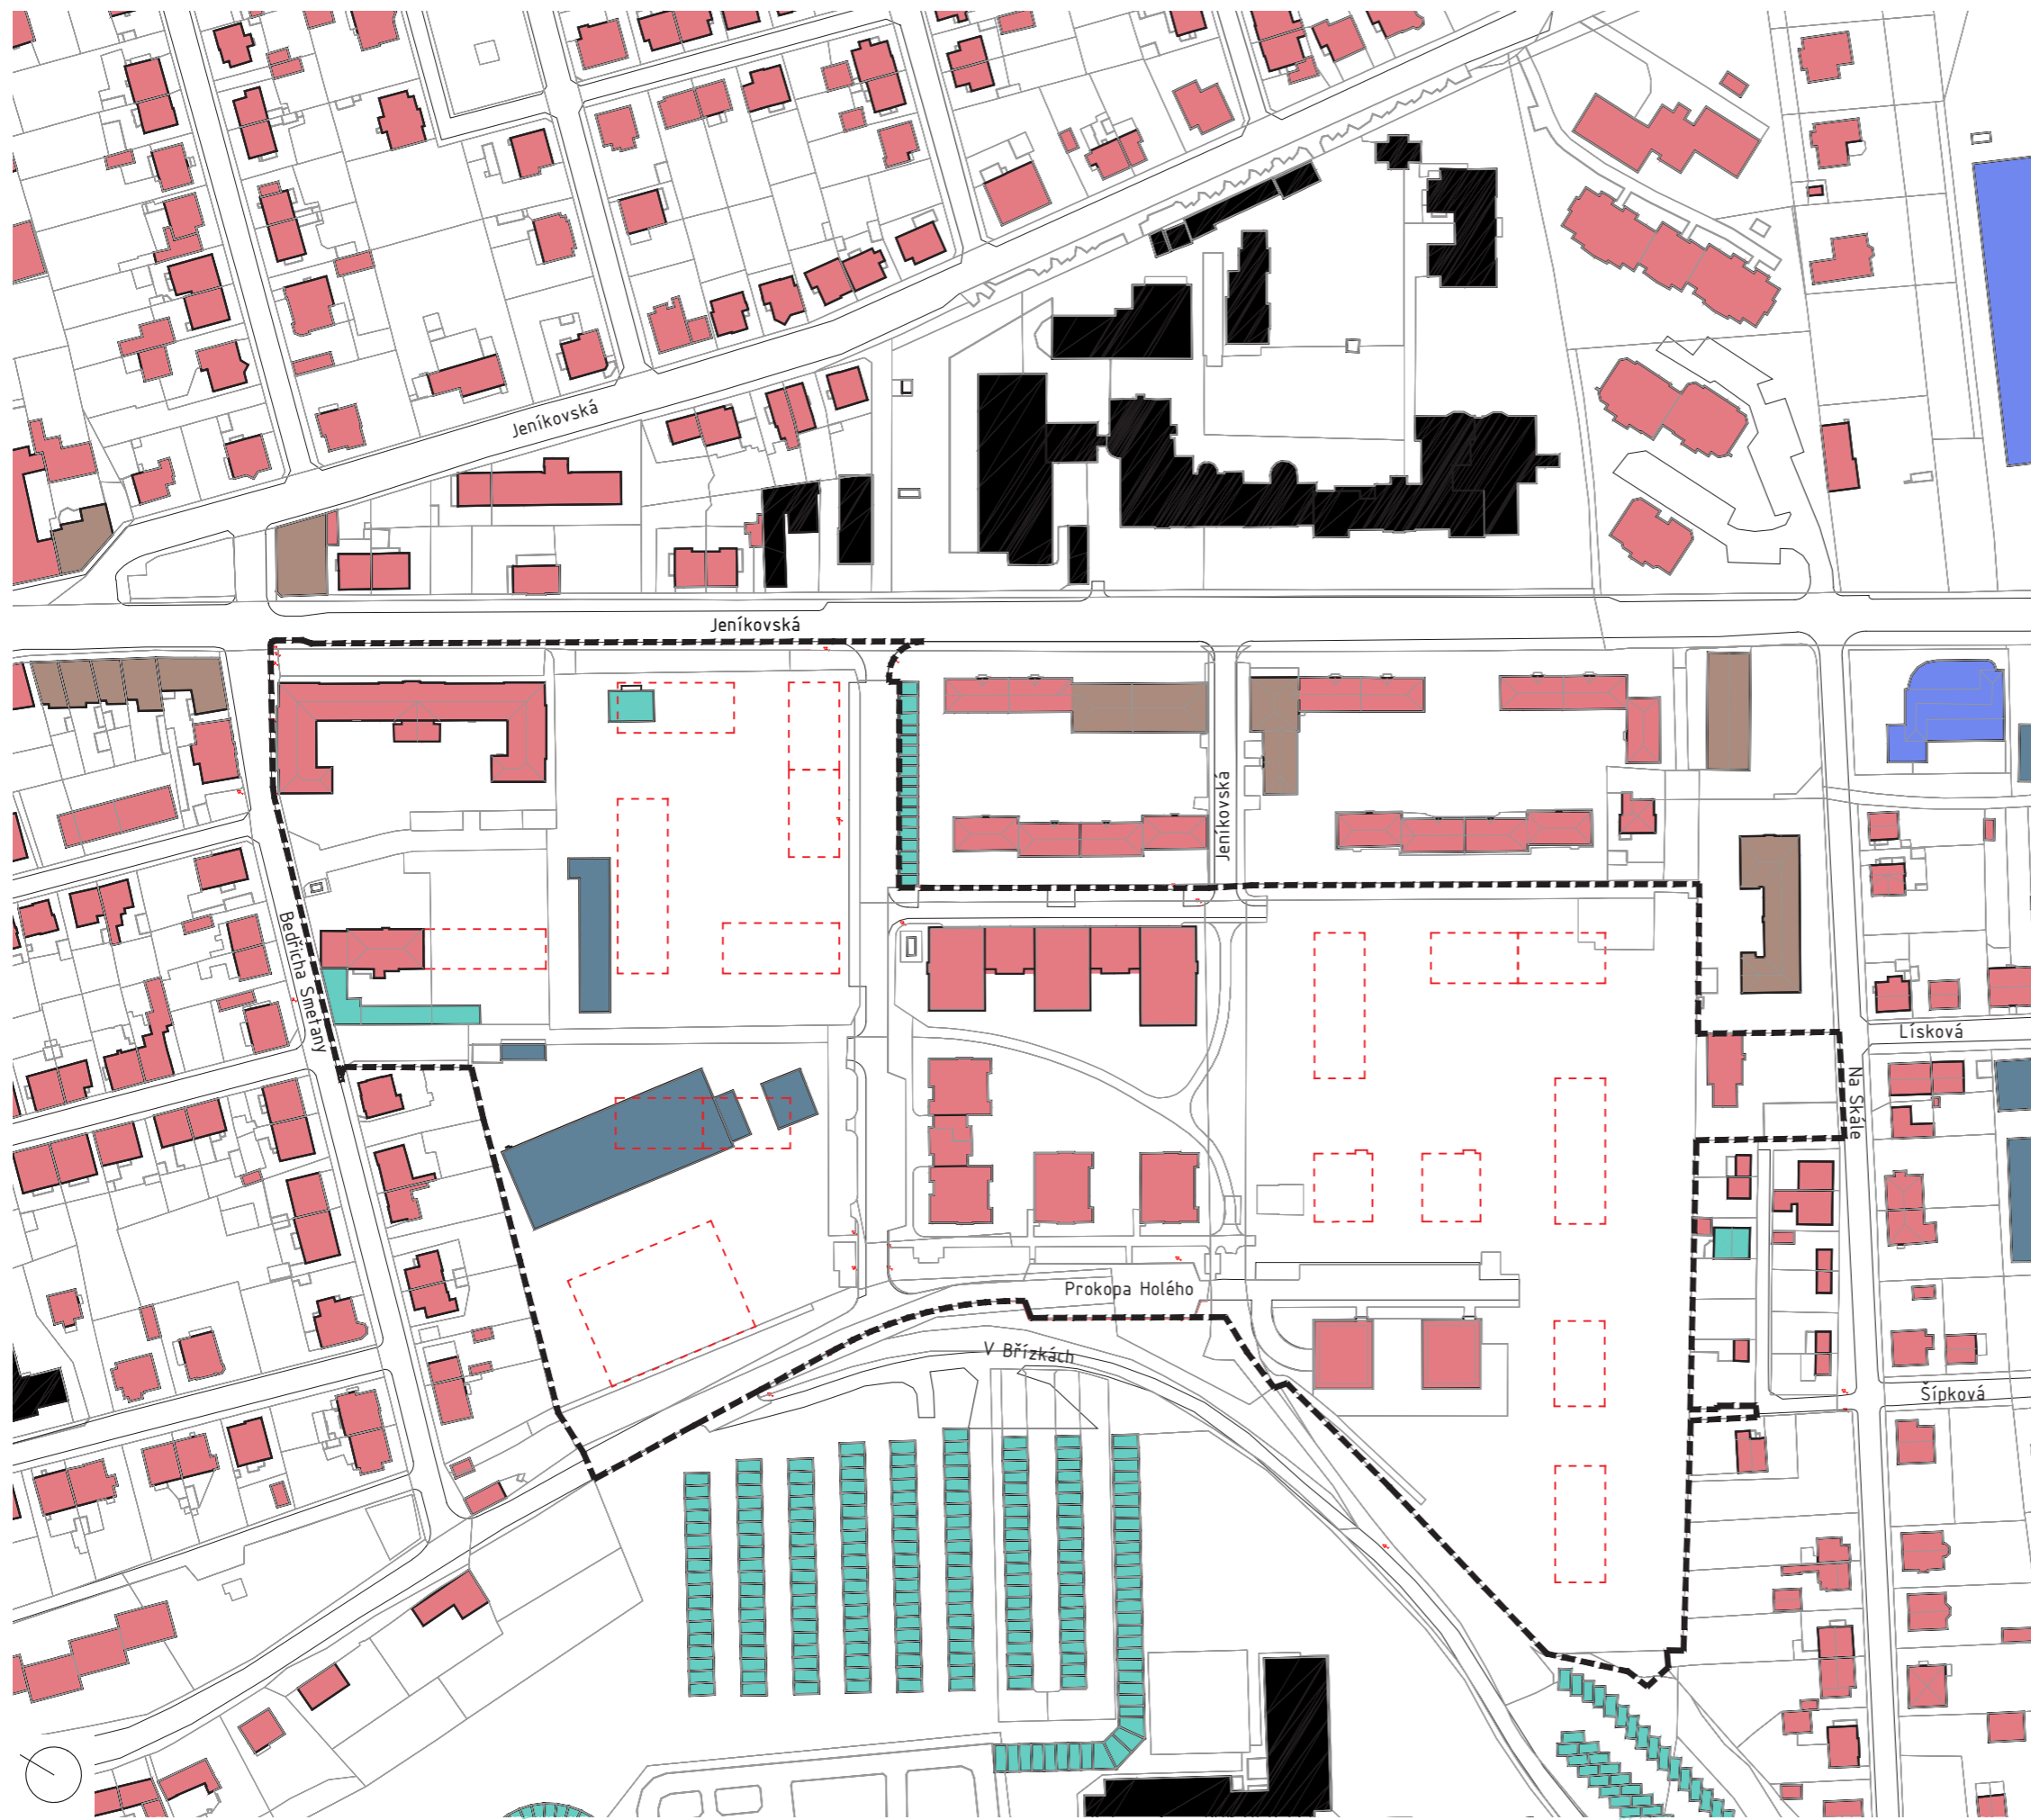 Jeníkovská
Jeníkovská
Jeníkovská
Bedřicha Smetany
Lísková
Na Skále
Prokopa Holého
V Břízkách
Šípková